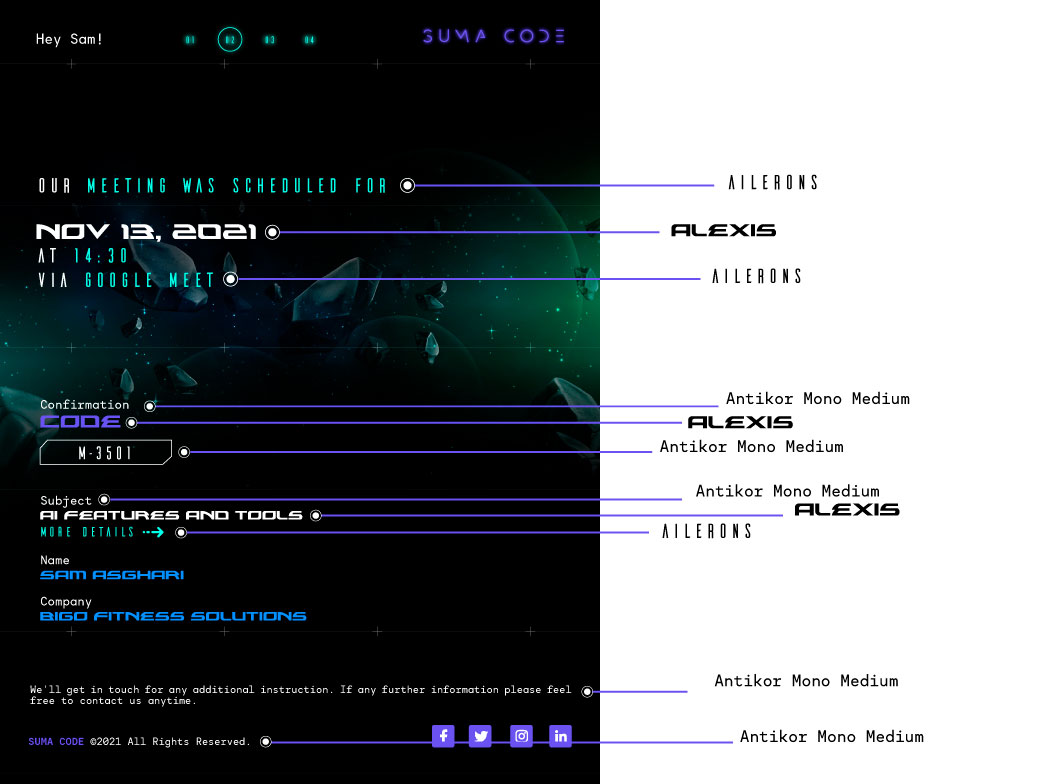 Hey Sam!
01 02 03 04
SUMA CODE
OUR MEETING WAS SCHEDULED FOR
AILERONS
NOV 13, 2021
ALEXIS
AT 14:30
VIA GOOGLE MEET
AILERONS
Confirmation
Antikor Mono Medium
CODE
ALEXIS
M-3501
Antikor Mono Medium
Subject
Antikor Mono Medium
AI FEATURES AND TOOLS
ALEXIS
MORE DETAILS
AILERONS
Name
SAM ASGHARI
Company
BIGO FITNESS SOLUTIONS
We'll get in touch for any additional instruction. If any further information please feel
free to contact us anytime.
Antikor Mono Medium
SUMA CODE ©2021 All Rights Reserved.
Antikor Mono Medium